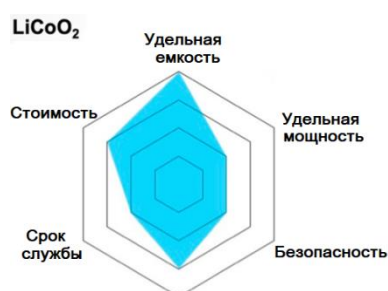 LiCoO₂
Удельная
емкость
Стоимость
Удельная
мощность
Срок
службы
Безопасность